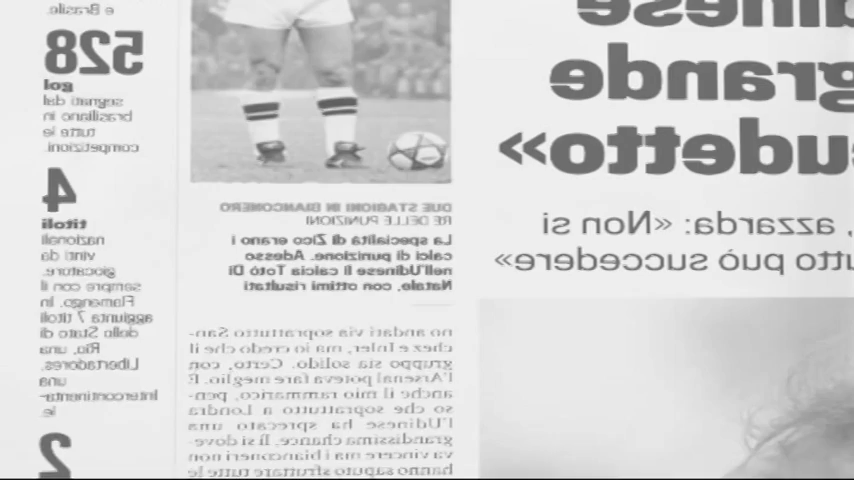 dinese
grande
udetto»
, azzarda: «Non si
tutto può succedere»
DUE STAGIONI IN BIANCONERO
RE DELLE PUNIZIONI
La specialità di Zico erano i
calci di punizione. Adesso
nell'Udinese li calcia Totò Di
Natale, con ottimi risultati
no andati via soprattutto San-
chez e Inler, ma io credo che il
gruppo sia solido. Certo, con
l'Arsenal poteva fare meglio. È
anche il mio rammarico, pen-
so che soprattutto a Londra
l'Udinese ha sprecato una
grandissima chance, lì si dove-
va vincere ma i bianconeri non
hanno saputo sfruttare tutte le
e Brasile.
528
gol
segnati dal
brasiliano in
tutte le
competizioni.
4
titoli
nazionali
vinti da
giocatore,
sempre con il
Flamengo. In
aggiunta 7 titoli
dello Stato di
Rio, una
Libertadores,
una
Intercontinenta-
le
2